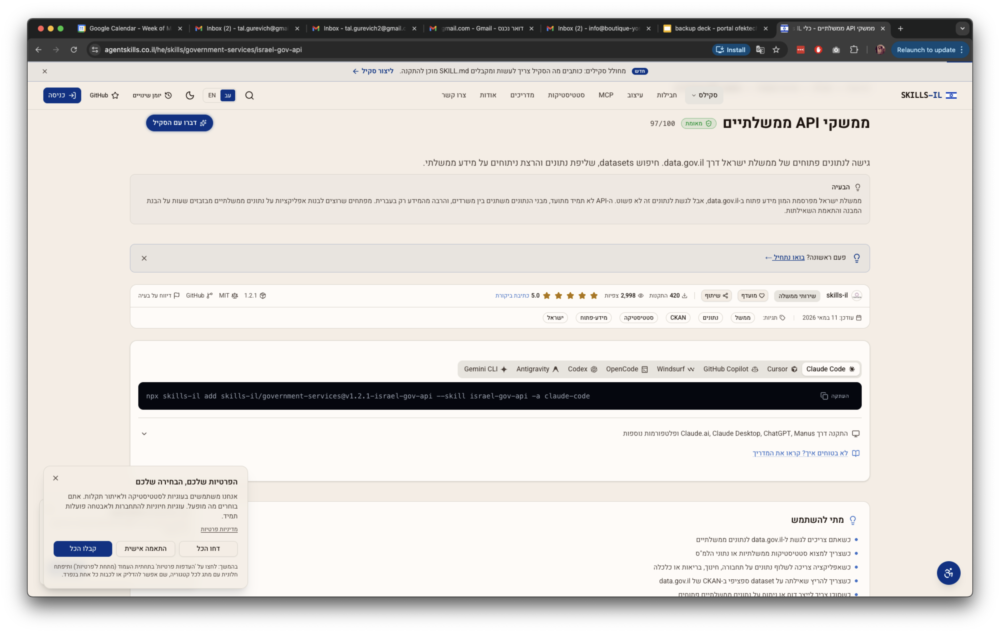 Google Calendar - Week of M
Inbox (2) - tal.gurevich@gma
Inbox - tal.gurevich2@gmail.c
gmail.com - Gmail - דואר נכנס
Inbox (2) - info@boutique-yo
backup deck - portal ofektec
ממשקי API ממשלתיים - כלי IL
agentskills.co.il/he/skills/government-services/israel-gov-api
Install
Relaunch to update
חדש מחולל סקילים: כותבים מה הסקיל צריך לעשות ומקבלים SKILL.md מוכן להתקנה. ליצור סקיל ←
SKILLS-IL
סקילס
חבילות
עיצוב
MCP
סטטיסטיקות
מדריכים
אודות
צרו קשר
עב EN
יומן שינויים
GitHub
כניסה
ממשקי API ממשלתיים
מאומת
97/100
דברו עם הסקיל
גישה לנתונים פתוחים של ממשלת ישראל דרך data.gov.il. חיפוש datasets, שליפת נתונים והרצת ניתוחים על מידע ממשלתי.
הבעיה
ממשלת ישראל מפרסמת המון מידע פתוח ב-data.gov.il, אבל לגשת לנתונים זה לא פשוט. ה-API לא תמיד מתועד, מבני הנתונים משתנים בין משרדים, והרבה מהמידע רק בעברית. מפתחים שרוצים לבנות אפליקציות על נתונים ממשלתיים מבזבזים שעות על הבנת
המבנה והתאמת השאילתות.
פעם ראשונה? בואו נתחיל ←
skills-il
שירותי ממשלה
מועדף
שיתוף
420 התקנות
2,998 צפיות
5.0 כתיבת ביקורת
1.2.1
MIT
GitHub
דיווח על בעיה
עודכן: 11 במאי 2026
תגיות:
ממשל
נתונים
CKAN
סטטיסטיקה
מידע-פתוח
ישראל
Claude Code
Cursor
GitHub Copilot
Windsurf
OpenCode
Codex
Antigravity
Gemini CLI
npx skills-il add skills-il/government-services@v1.2.1-israel-gov-api --skill israel-gov-api -a claude-code
העתקה
התקנה דרך Claude.ai, Claude Desktop, ChatGPT, Manus ופלטפורמות נוספות
לא בטוחים איך? קראו את המדריך
מתי להשתמש
כשאתם צריכים לגשת ל-data.gov.il לנתונים ממשלתיים
כשצריך למצוא סטטיסטיקות ממשלתיות או נתוני הלמ"ס
כשאפליקציה צריכה לשלוף נתונים על תחבורה, חינוך, בריאות או כלכלה
כשצריך להריץ שאילתה על dataset ספציפי ב-CKAN של data.gov.il
כשסוכן צריך לייצר דוח או ניתוח על נתונים ממשלתיים פתוחים
הפרטיות שלכם, הבחירה שלכם
אנחנו משתמשים בעוגיות לסטטיסטיקה ולאיתור תקלות. אתם
בוחרים מה מופעל. עוגיות חיוניות להתחברות ולאבטחה פועלות
תמיד.
מדיניות פרטיות
דחו הכל
התאמה אישית
קבלו הכל
בהמשך: לחצו על 'העדפות פרטיות' בתחתית העמוד (מתחת ל'פרטיות') ותיפתח
חלונית עם מתג לכל קטגוריה, שם אפשר להדליק או לכבות כל אחת בנפרד.